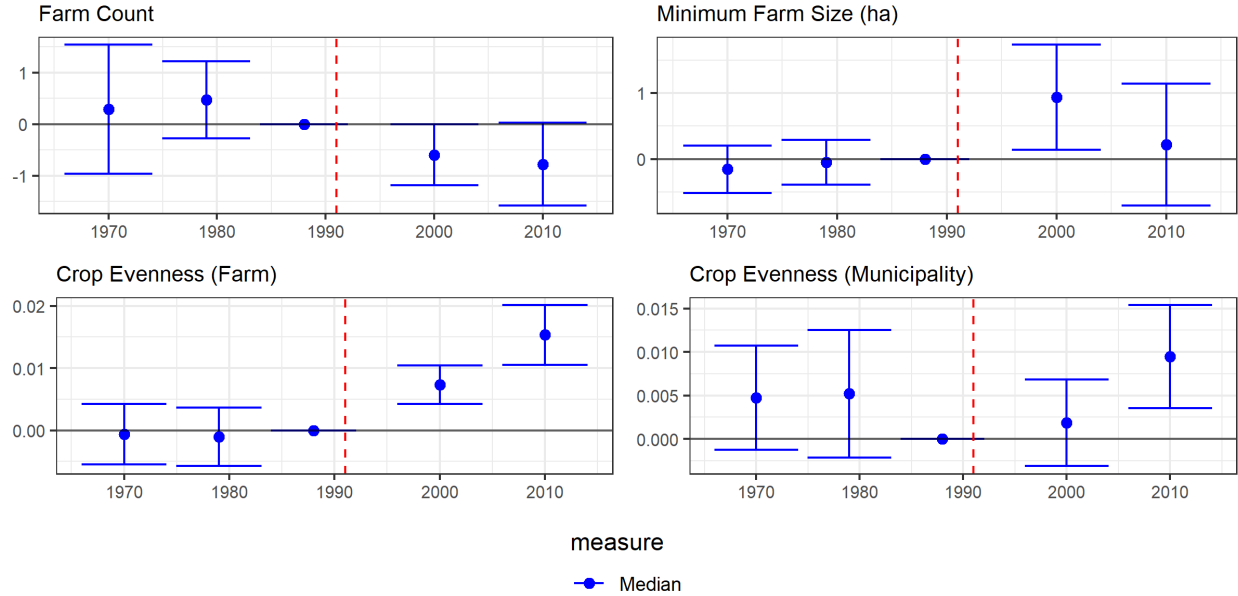 Farm Count
1
0
-1
1970 1980 1990 2000 2010
Minimum Farm Size (ha)
1
0
1970 1980 1990 2000 2010
Crop Evenness (Farm)
0.02
0.01
0.00
1970 1980 1990 2000 2010
Crop Evenness (Municipality)
0.015
0.010
0.005
0.000
1970 1980 1990 2000 2010
measure
Median